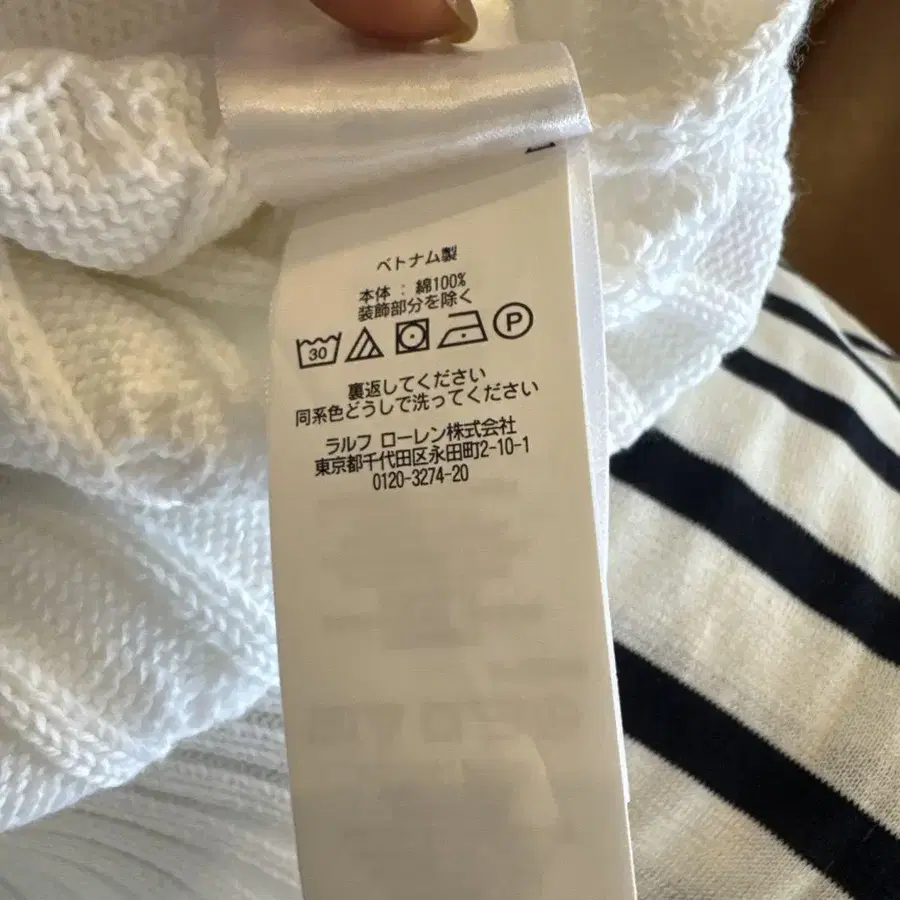 ベトナム製
本体 : 綿100%
装飾部分を除く
30 P
裏返してください
同系色どうしで洗ってください
ラルフ ローレン株式会社
東京都千代田区永田町2-10-1
0120-3274-20